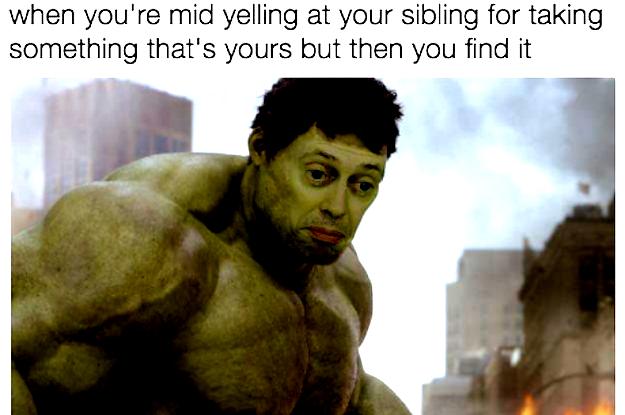 when you're mid yelling at your sibling for taking
something that's yours but then you find it